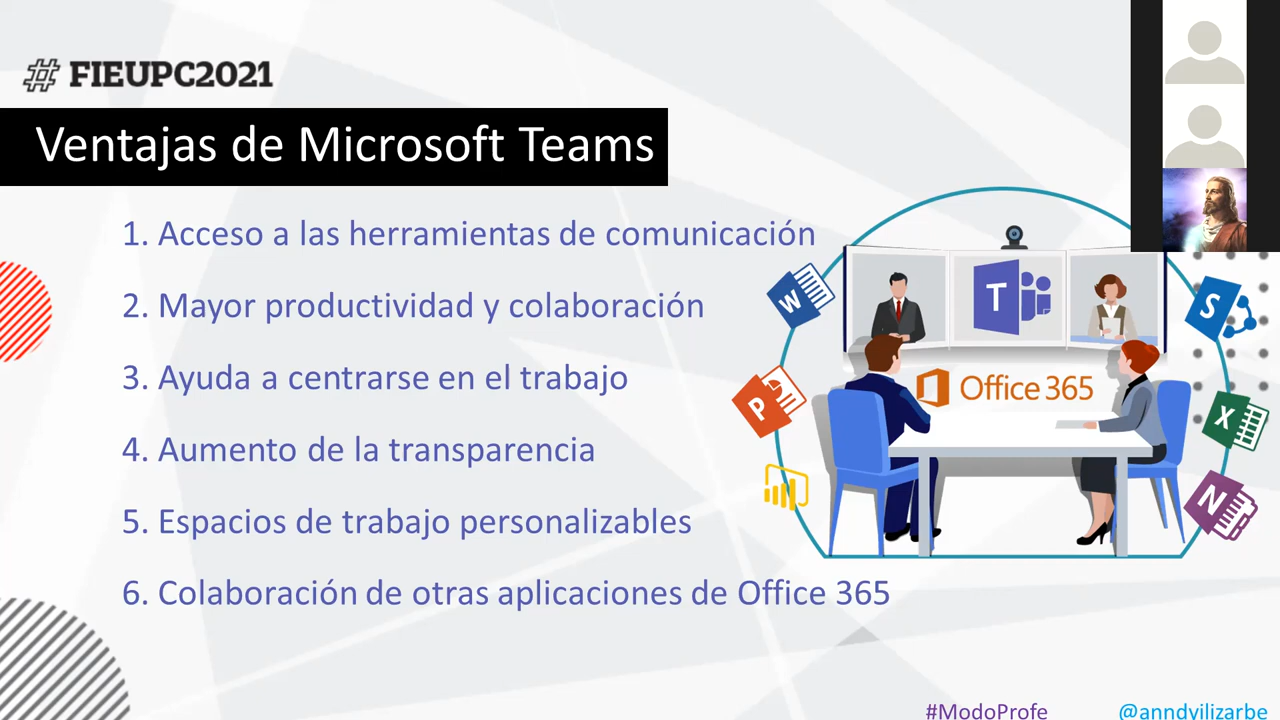 # FIEUPC2021
Ventajas de Microsoft Teams
1. Acceso a las herramientas de comunicación
2. Mayor productividad y colaboración
3. Ayuda a centrarse en el trabajo
4. Aumento de la transparencia
5. Espacios de trabajo personalizables
6. Colaboración de otras aplicaciones de Office 365
W
T
S
P
Office 365
X
N
#ModoProfe
@anndvilizarbe